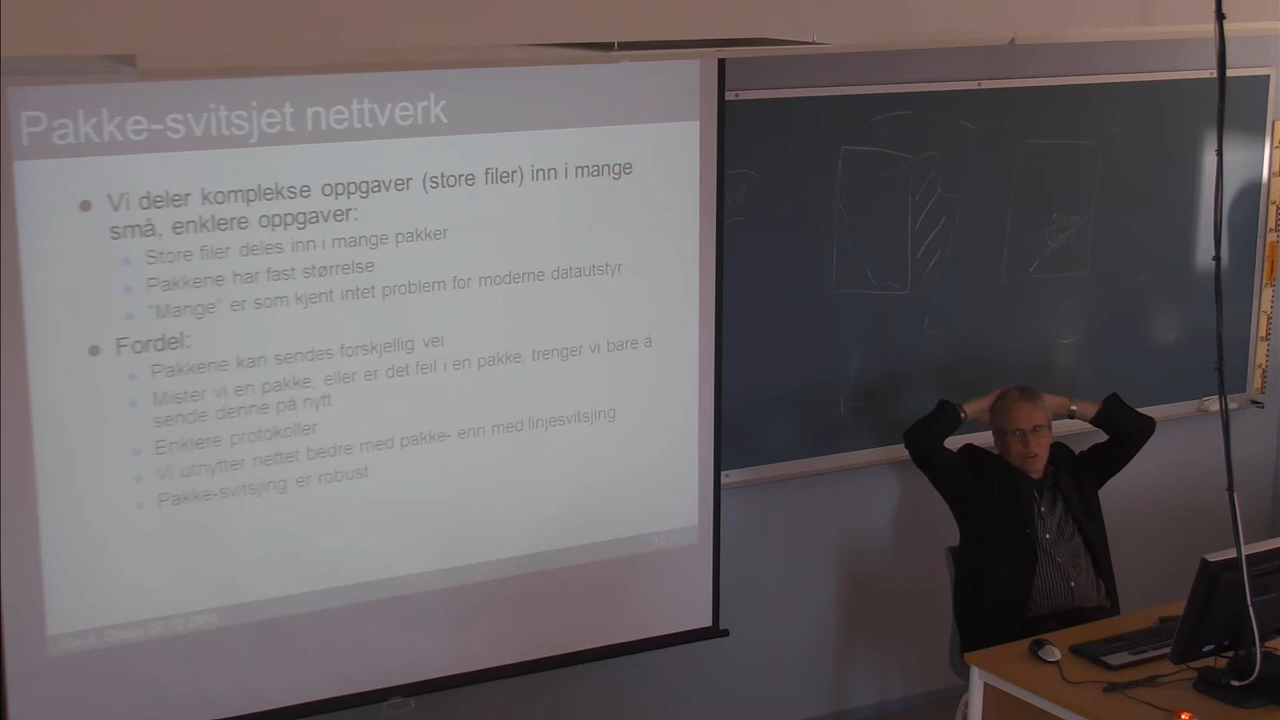 Pakke-svitsjet nettverk
Vi deler komplekse oppgaver (store filer) inn i mange
små, enklere oppgaver:
Store filer deles inn i mange pakker
Pakkene har fast størrelse
"Mange" er som kjent intet problem for moderne datautstyr
Fordel:
Pakkene kan sendes forskjellig vei
Mister vi en pakke, eller er det feil i en pakke, trenger vi bare å
sende denne på nytt
Enklere protokoller
Vi utnytter nettet bedre med pakke- enn med linjesvitsjing
Pakke-svitsjing er robust